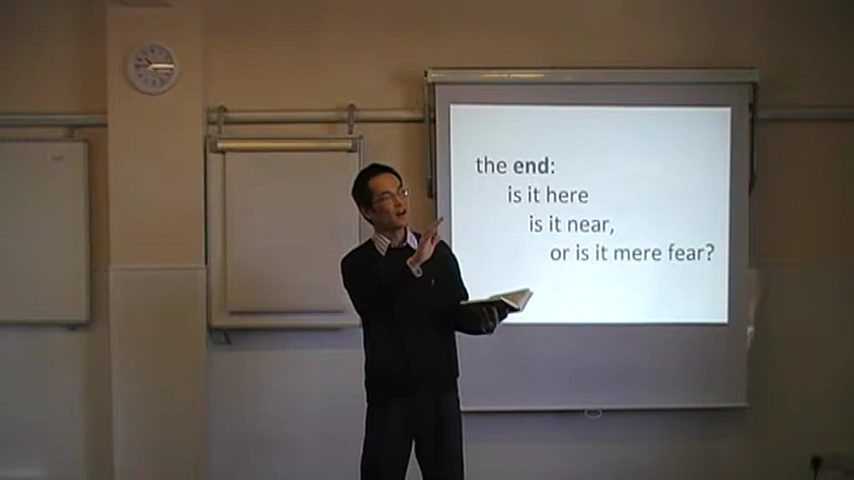 the end:
is it here
is it near,
or is it mere fear?